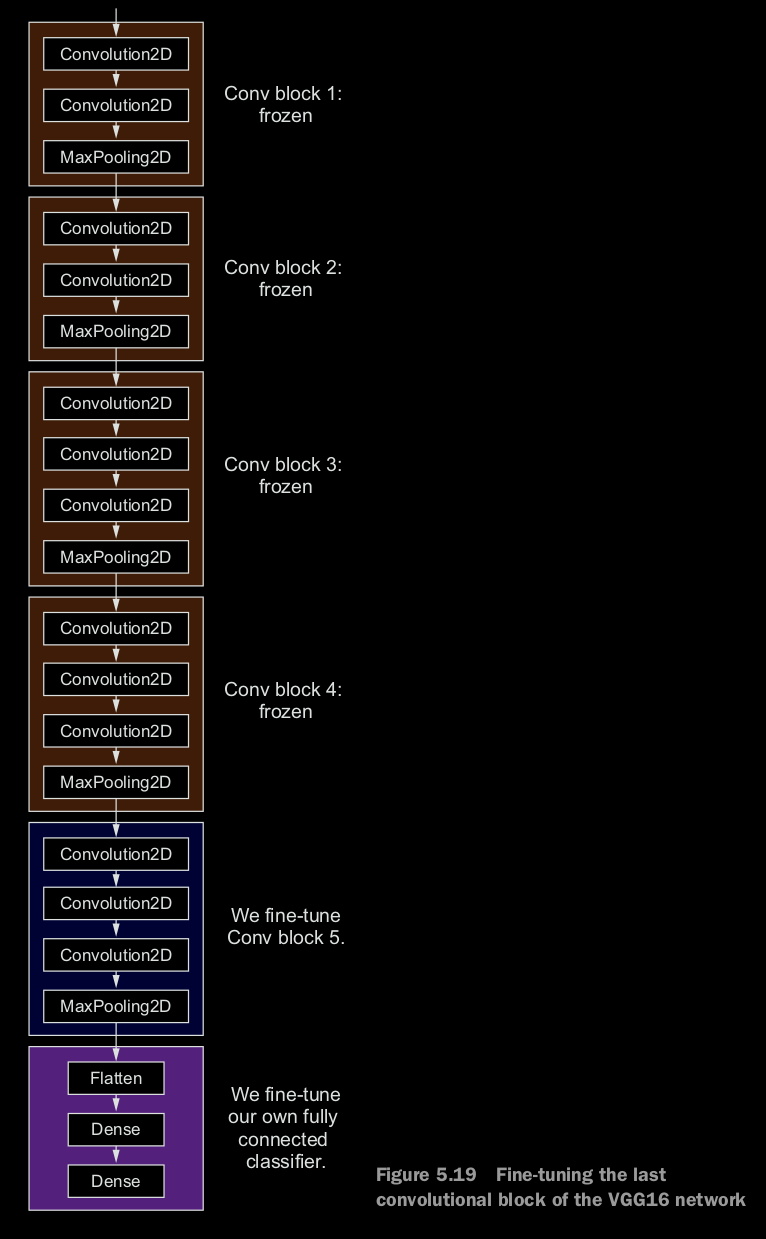 Convolution2D
Convolution2D
MaxPooling2D
Conv block 1:
frozen
Convolution2D
Convolution2D
MaxPooling2D
Conv block 2:
frozen
Convolution2D
Convolution2D
Convolution2D
MaxPooling2D
Conv block 3:
frozen
Convolution2D
Convolution2D
Convolution2D
MaxPooling2D
Conv block 4:
frozen
Convolution2D
Convolution2D
Convolution2D
MaxPooling2D
We fine-tune
Conv block 5.
Flatten
Dense
Dense
We fine-tune
our own fully
connected
classifier.
Figure 5.19 Fine-tuning the last
convolutional block of the VGG16 network